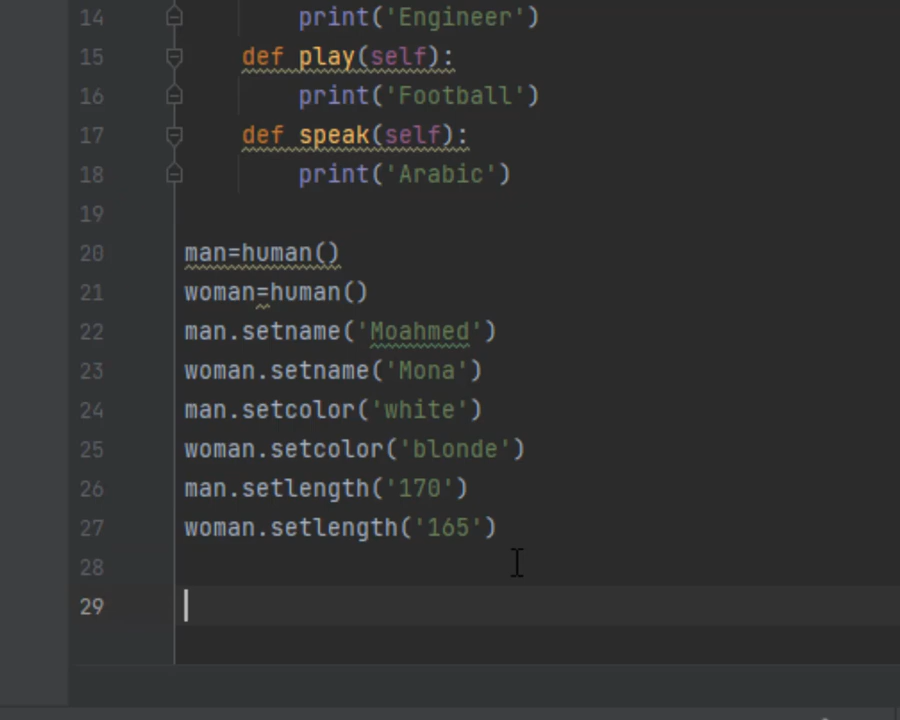 14 print('Engineer')
15 def play(self):
16 print('Football')
17 def speak(self):
18 print('Arabic')
19
20 man=human()
21 woman=human()
22 man.setname('Moahmed')
23 woman.setname('Mona')
24 man.setcolor('white')
25 woman.setcolor('blonde')
26 man.setlength('170')
27 woman.setlength('165')
28
29